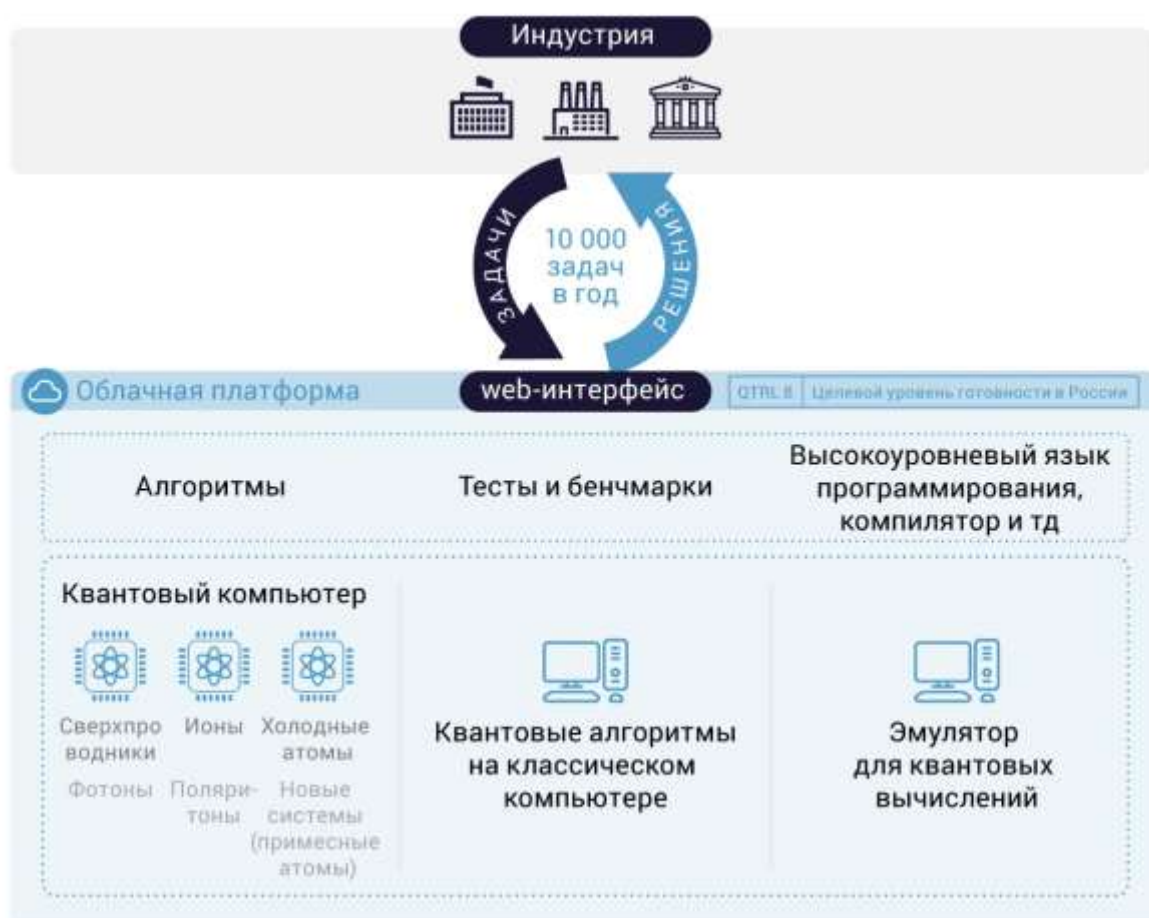 Индустрия
ЗАДАЧИ
РЕШЕНИЯ
10 000
задач
в год
Облачная платформа
web-интерфейс
QTRL 8
Целевой уровень готовности в России
Алгоритмы
Тесты и бенчмарки
Высокоуровневый язык
программирования,
компилятор и тд
Квантовый компьютер
Сверхпро
водники
Ионы
Холодные
атомы
Фотоны
Поляри-
тоны
Новые
системы
(примесные
атомы)
Квантовые алгоритмы
на классическом
компьютере
Эмулятор
для квантовых
вычислений